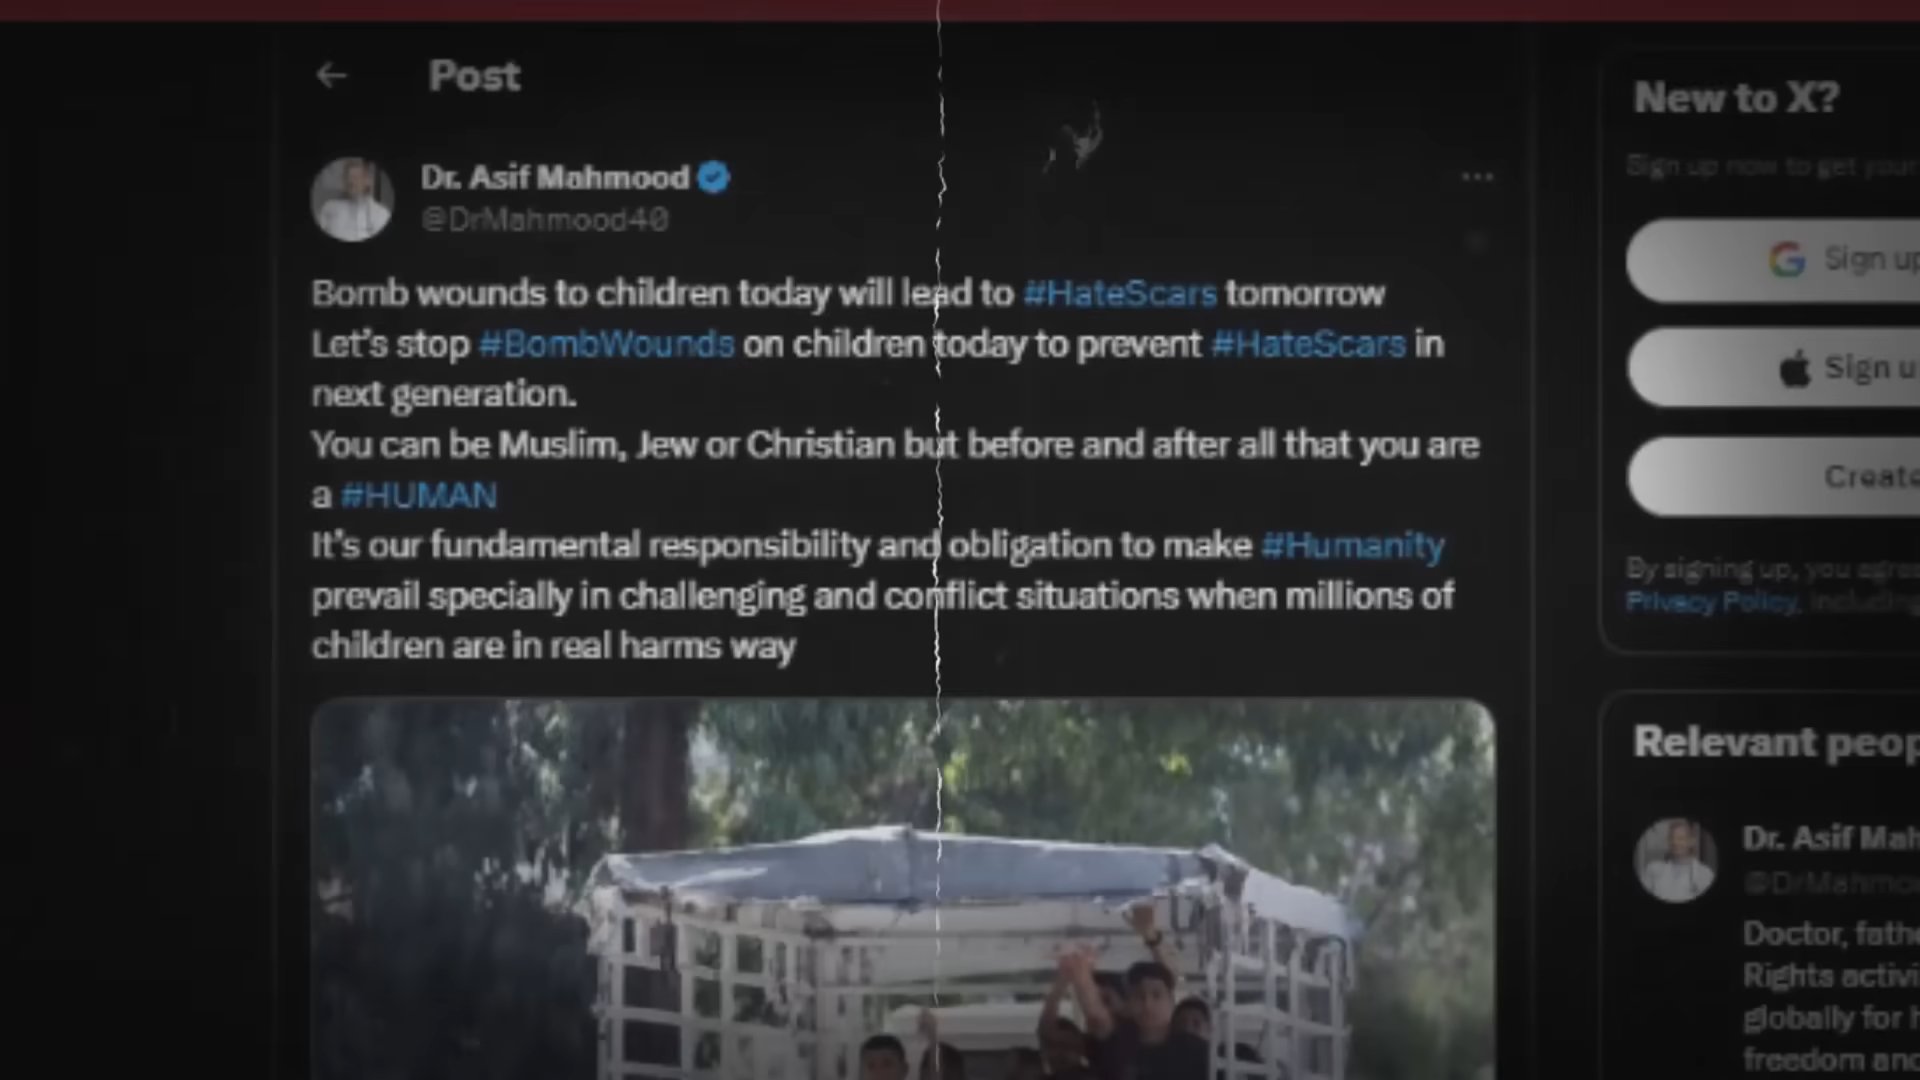 Post
Dr. Asif Mahmood
@DrMahmood40
Bomb wounds to children today will lead to #HateScars tomorrow
Let's stop #BombWounds on children today to prevent #HateScars in
next generation.
You can be Muslim, Jew or Christian but before and after all that you are
a #HUMAN
It's our fundamental responsibility and obligation to make #Humanity
prevail specially in challenging and conflict situations when millions of
children are in real harms way
New to X?
Sign up now to get your
Sign up
Sign u
Create
By signing up, you agree
Privacy Policy, including
Relevant peop
Dr. Asif Mah
@DrMahmo
Doctor, fathe
Rights activi
globally for h
freedom and